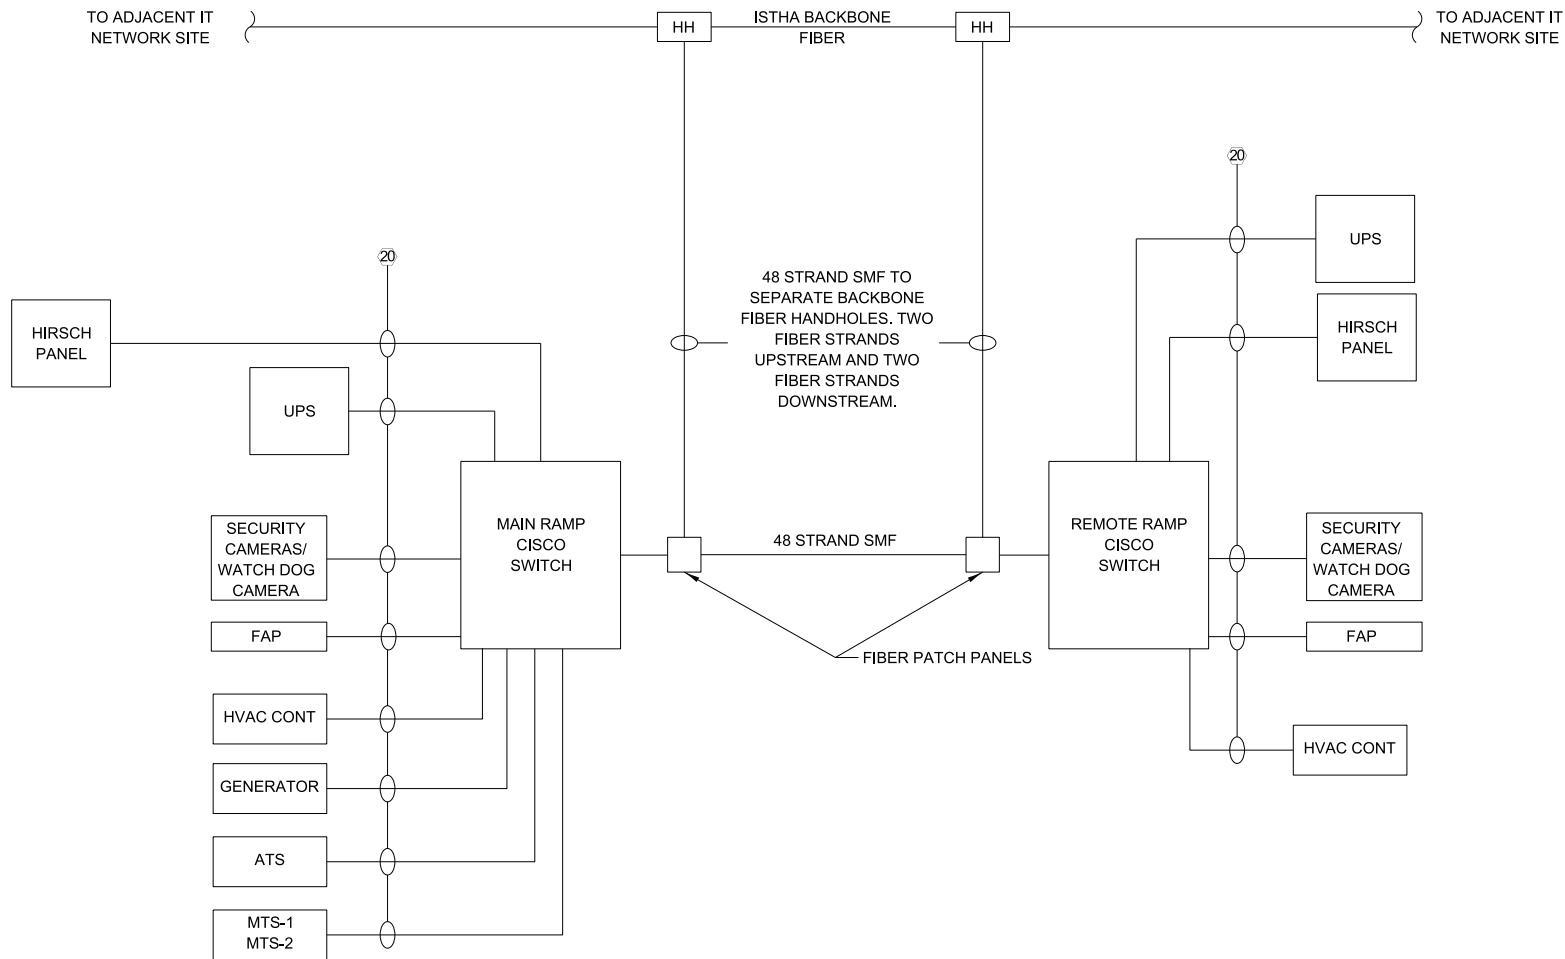 TO ADJACENT IT
NETWORK SITE
HH
ISTHA BACKBONE
FIBER
HH
TO ADJACENT IT
NETWORK SITE
20
20
UPS
HIRSCH
PANEL
HIRSCH
PANEL
UPS
48 STRAND SMF TO
SEPARATE BACKBONE
FIBER HANDHOLES. TWO
FIBER STRANDS
UPSTREAM AND TWO
FIBER STRANDS
DOWNSTREAM.
SECURITY
CAMERAS/
WATCH DOG
CAMERA
MAIN RAMP
CISCO
SWITCH
48 STRAND SMF
REMOTE RAMP
CISCO
SWITCH
SECURITY
CAMERAS/
WATCH DOG
CAMERA
FAP
FIBER PATCH PANELS
FAP
HVAC CONT
HVAC CONT
GENERATOR
ATS
MTS-1
MTS-2